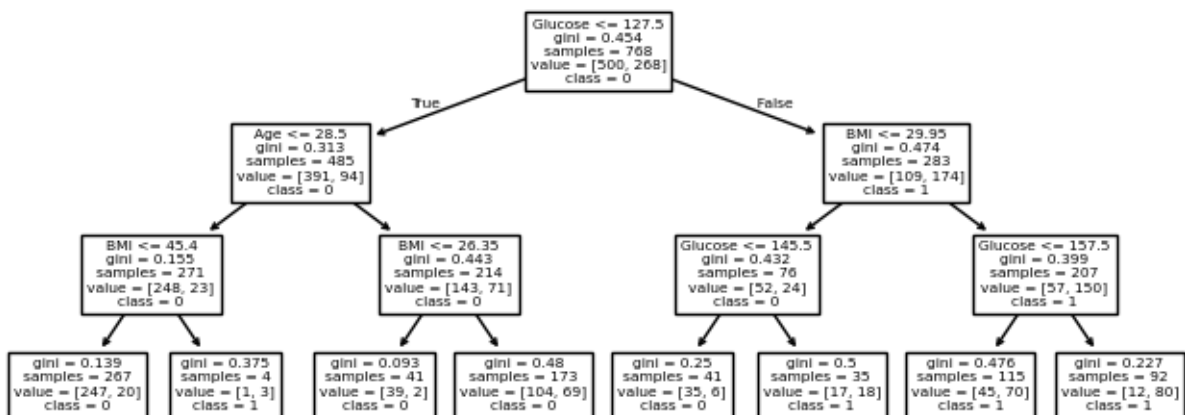 Glucose <= 127.5
gini = 0.454
samples = 768
value = [500, 268]
class = 0
True
False
Age <= 28.5
gini = 0.313
samples = 485
value = [391, 94]
class = 0
BMI <= 29.95
gini = 0.474
samples = 283
value = [109, 174]
class = 1
BMI <= 45.4
gini = 0.155
samples = 271
value = [248, 23]
class = 0
BMI <= 26.35
gini = 0.443
samples = 214
value = [143, 71]
class = 0
Glucose <= 145.5
gini = 0.432
samples = 76
value = [52, 24]
class = 0
Glucose <= 157.5
gini = 0.399
samples = 207
value = [57, 150]
class = 1
gini = 0.139
samples = 267
value = [247, 20]
class = 0
gini = 0.375
samples = 4
value = [1, 3]
class = 1
gini = 0.093
samples = 41
value = [39, 2]
class = 0
gini = 0.48
samples = 173
value = [104, 69]
class = 0
gini = 0.25
samples = 41
value = [35, 6]
class = 0
gini = 0.5
samples = 35
value = [17, 18]
class = 1
gini = 0.476
samples = 115
value = [45, 70]
class = 1
gini = 0.227
samples = 92
value = [12, 80]
class = 1